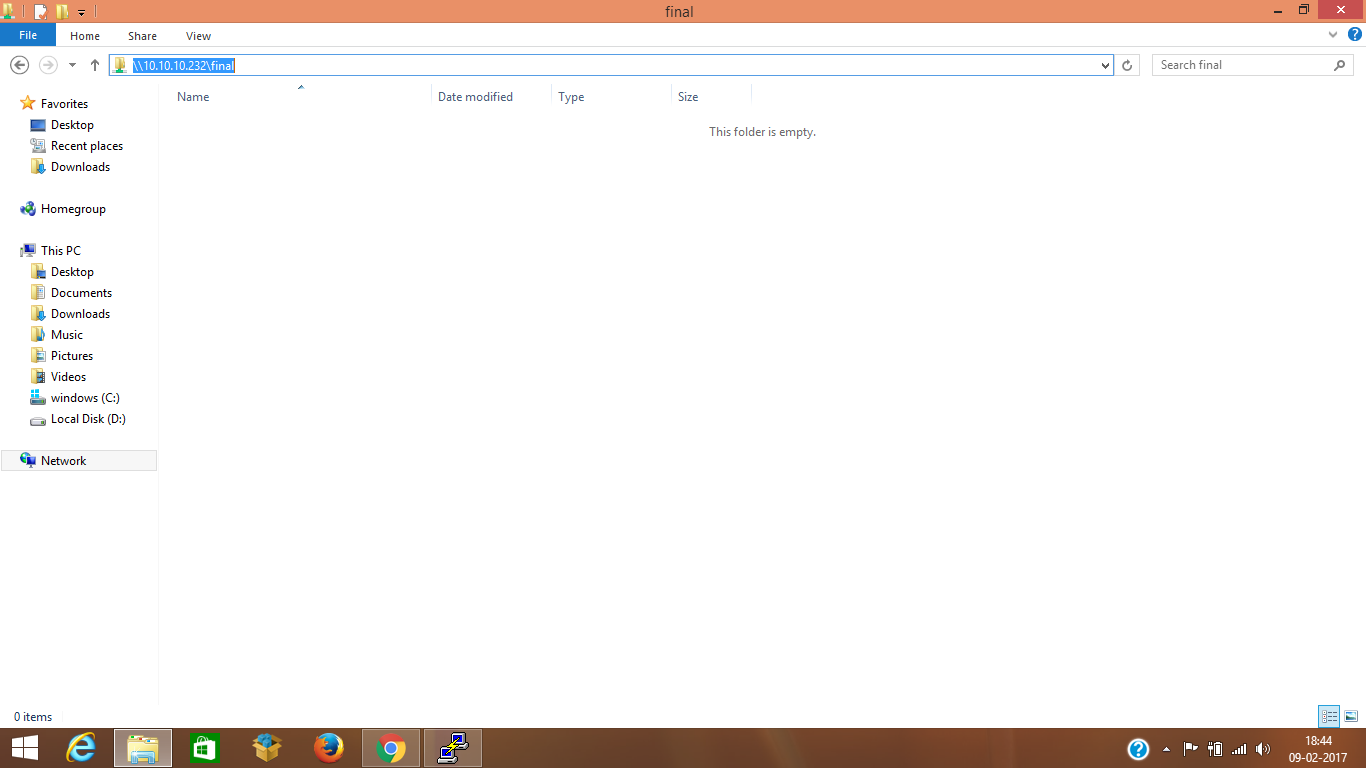 final
File Home Share View
\\10.10.10.232\final
Search final
Name Date modified Type Size
This folder is empty.
Favorites
Desktop
Recent places
Downloads
Homegroup
This PC
Desktop
Documents
Downloads
Music
Pictures
Videos
windows (C:)
Local Disk (D:)
Network
0 items
18:44
09-02-2017